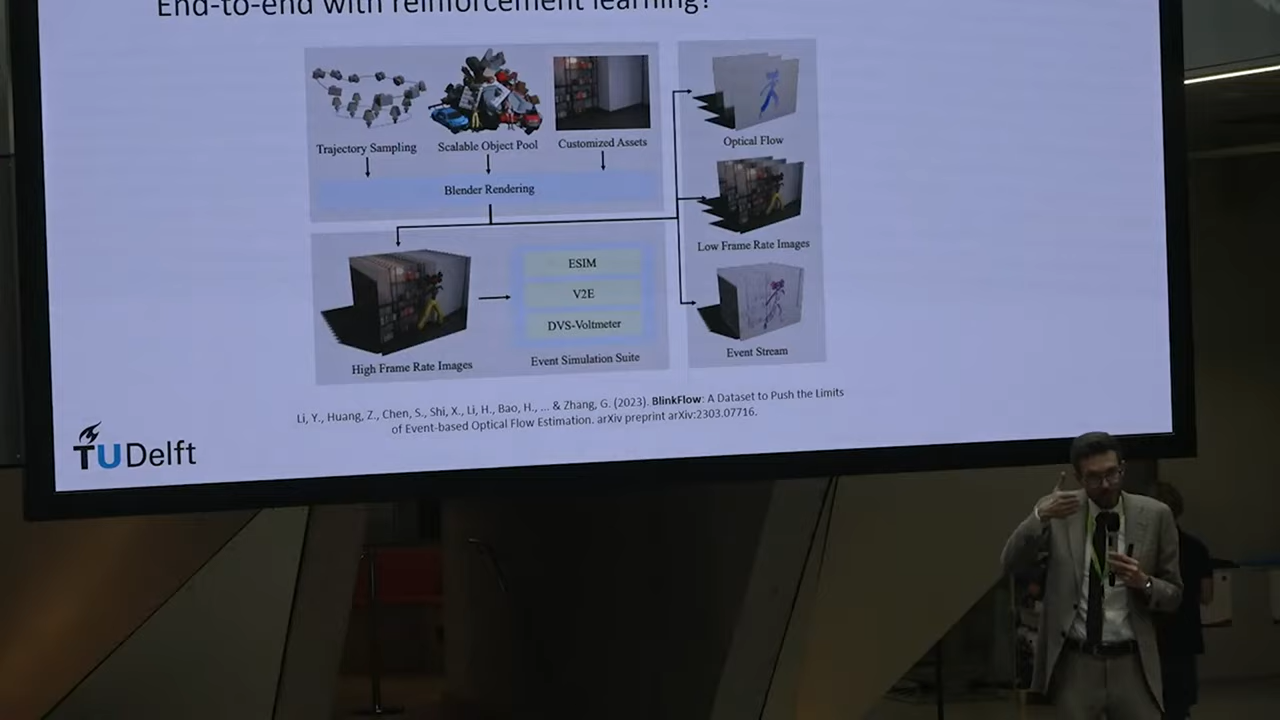 End-to-end with reinforcement learning?
Trajectory Sampling
Scalable Object Pool
Customized Assets
Blender Rendering
High Frame Rate Images
ESIM
V2E
DVS-Voltmeter
Event Simulation Suite
Optical Flow
Low Frame Rate Images
Event Stream
Li, Y., Huang, Z., Chen, S., Shi, X., Li, H., Bao, H., ... & Zhang, G. (2023). BlinkFlow: A Dataset to Push the Limits
of Event-based Optical Flow Estimation. arXiv preprint arXiv:2303.07716.
TUDelft